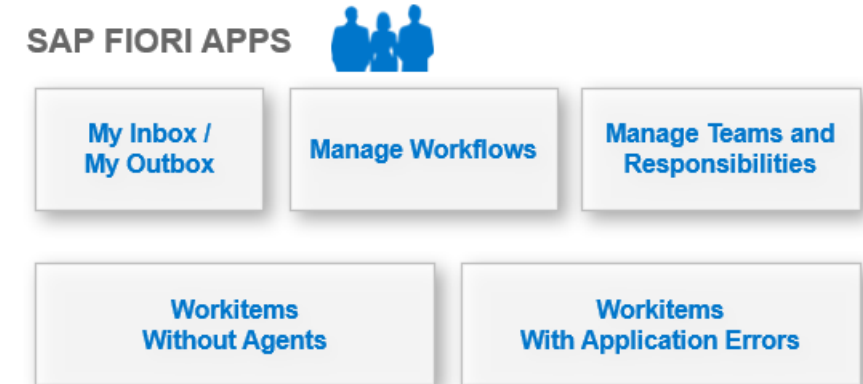 SAP FIORI APPS
My Inbox /
My Outbox
Manage Workflows
Manage Teams and
Responsibilities
Workitems
Without Agents
Workitems
With Application Errors